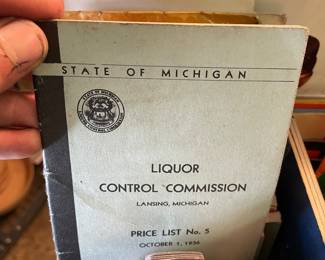 STATE OF MICHIGAN
LIQUOR
CONTROL COMMISSION
LANSING, MICHIGAN
PRICE LIST No. 5
OCTOBER 1, 1936